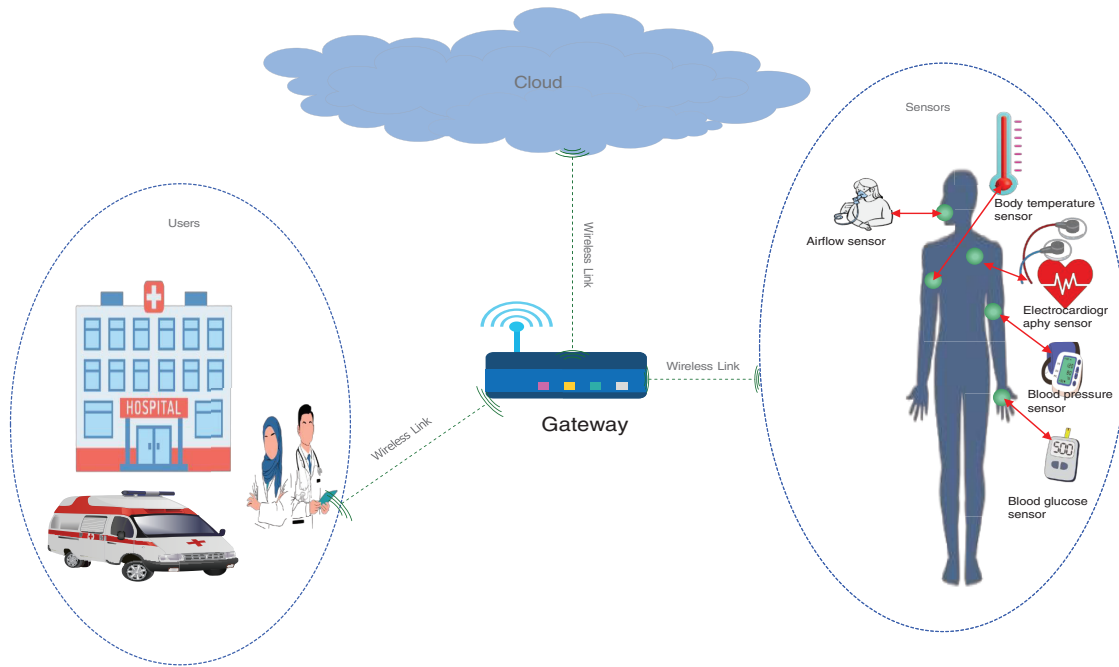 Cloud
Sensors
Body temperature
sensor
Airflow sensor
Users
Wireless Link
Electrocardiogr
aphy sensor
HOSPITAL
Wireless Link
Gateway
Wireless Link
Blood pressure
sensor
500
Blood glucose
sensor